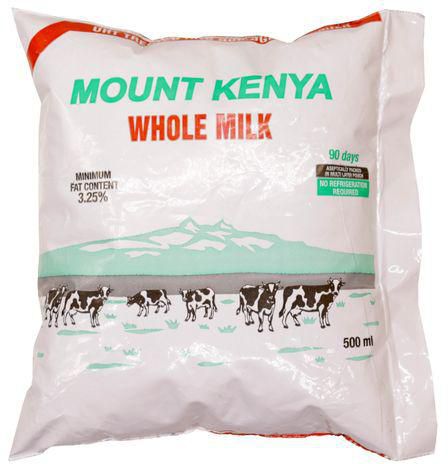 MOUNT KENYA
WHOLE MILK
90 days
ASEPTICALLY PACKED
IN MULTI LAYER POUCH
NO REFRIGERATION
REQUIRED
MINIMUM
FAT CONTENT
3.25%
500 ml